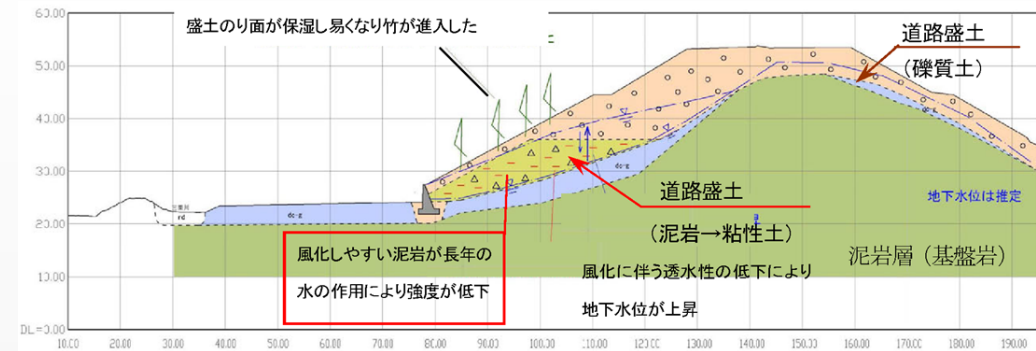 盛土のり面が保湿し易くなり竹が進入した
道路盛土
（礫質土）
道路盛土
（泥岩→粘性土）
地下水位は推定
泥岩層（基盤岩）
風化しやすい泥岩が長年の
水の作用により強度が低下
風化に伴う透水性の低下により
地下水位が上昇
60.00
50.00
40.00
30.00
20.00
10.00
DL=0.00
rd
dc-g
dc-g
dc-g
10.00 20.00 30.00 40.00 50.00 60.00 70.00 80.00 90.00 100.00 110.00 120.00 130.00 140.00 150.00 160.00 170.00 180.00 190.00